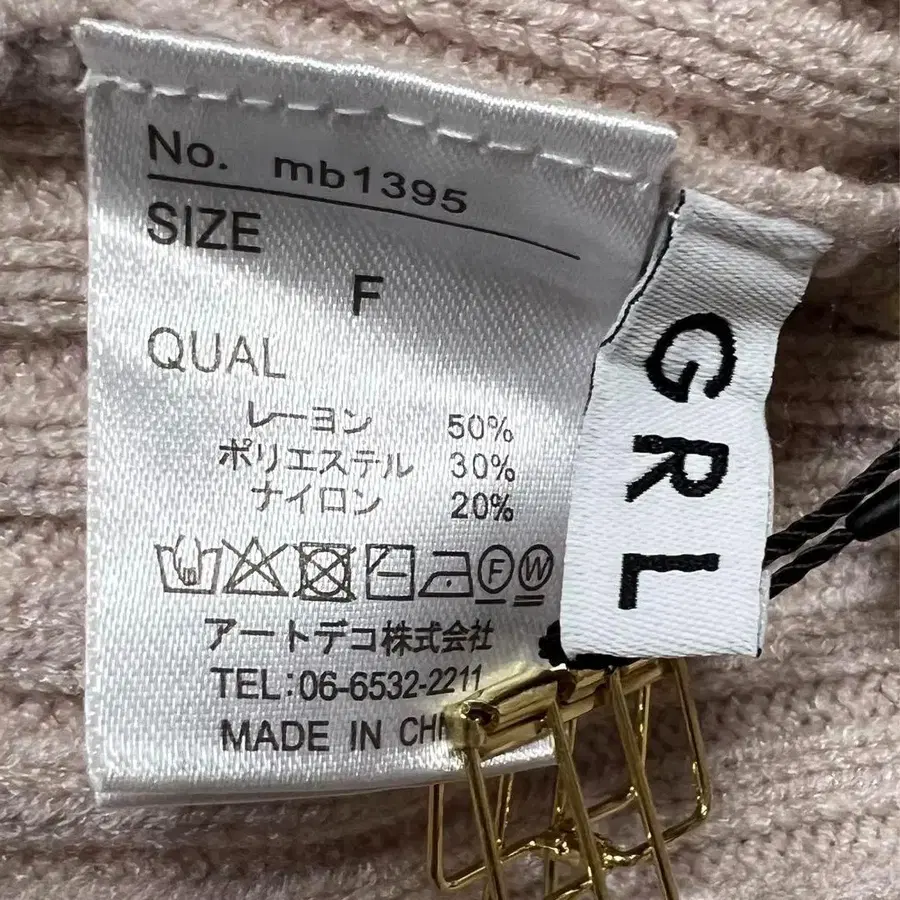 No. mb1395
SIZE
F
QUAL
レーヨン 50%
ポリエステル 30%
ナイロン 20%
F W
アートデコ株式会社
TEL:06-6532-2211
MADE IN
GRL